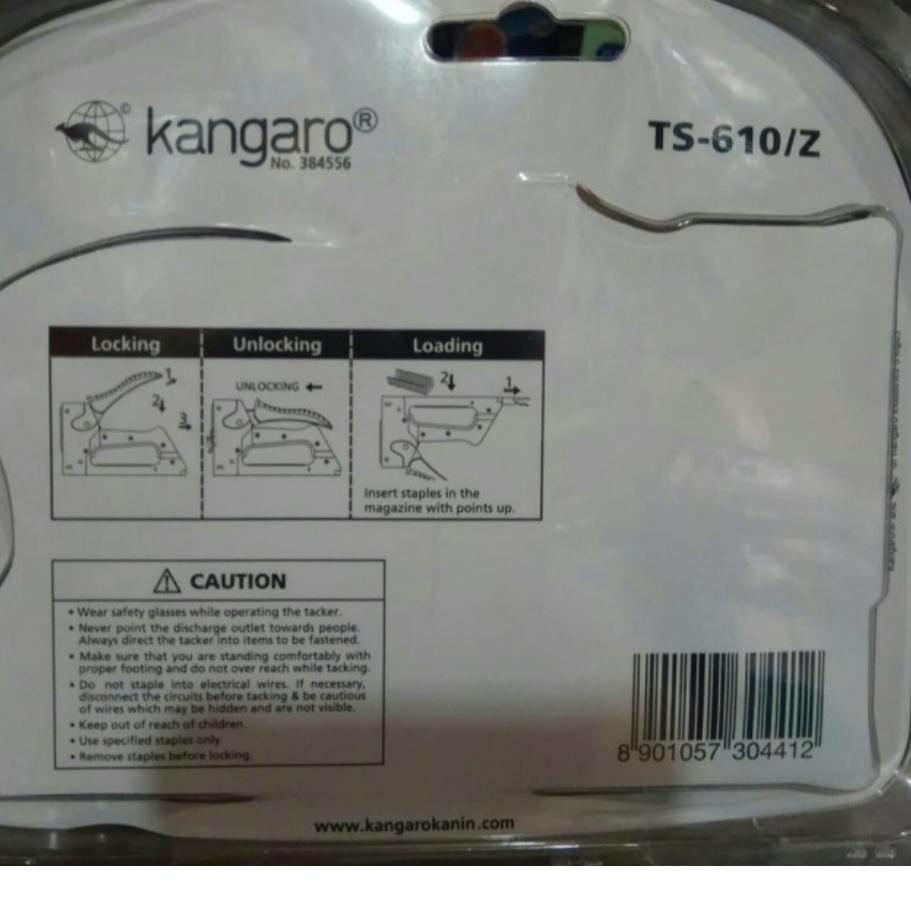 ©
kangaro®
No. 384556
TS-610/Z
Locking
Unlocking
Loading
1
2
3
UNLOCKING
2
1
Insert staples in the
magazine with points up.
CAUTION
• Wear safety glasses while operating the tacker.
• Never point the discharge outlet towards people.
Always direct the tacker into items to be fastened.
• Make sure that you are standing comfortably with
proper footing and do not over reach while tacking.
• Do not staple into electrical wires. If necessary,
disconnect the circuits before tacking & be cautious
of wires which may be hidden and are not visible.
• Keep out of reach of children.
• Use specified staples only.
• Remove staples before locking.
8 901057 304412
www.kangarokanin.com